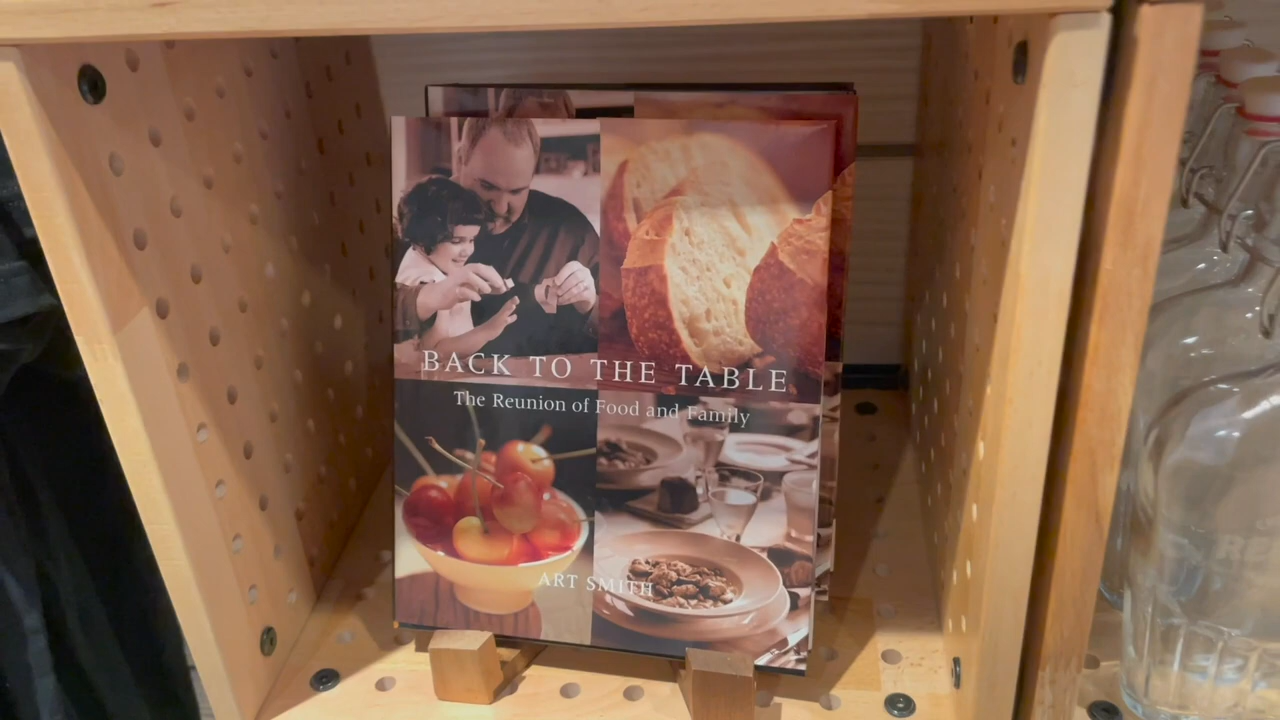 BACK TO THE TABLE
The Reunion of Food and Family
ART SMITH